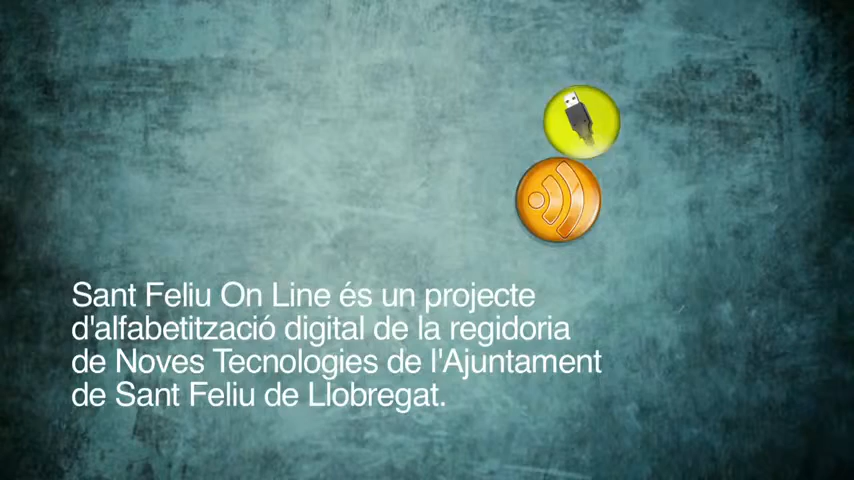 Sant Feliu On Line és un projecte
d'alfabetització digital de la regidoria
de Noves Tecnologies de l'Ajuntament
de Sant Feliu de Llobregat.